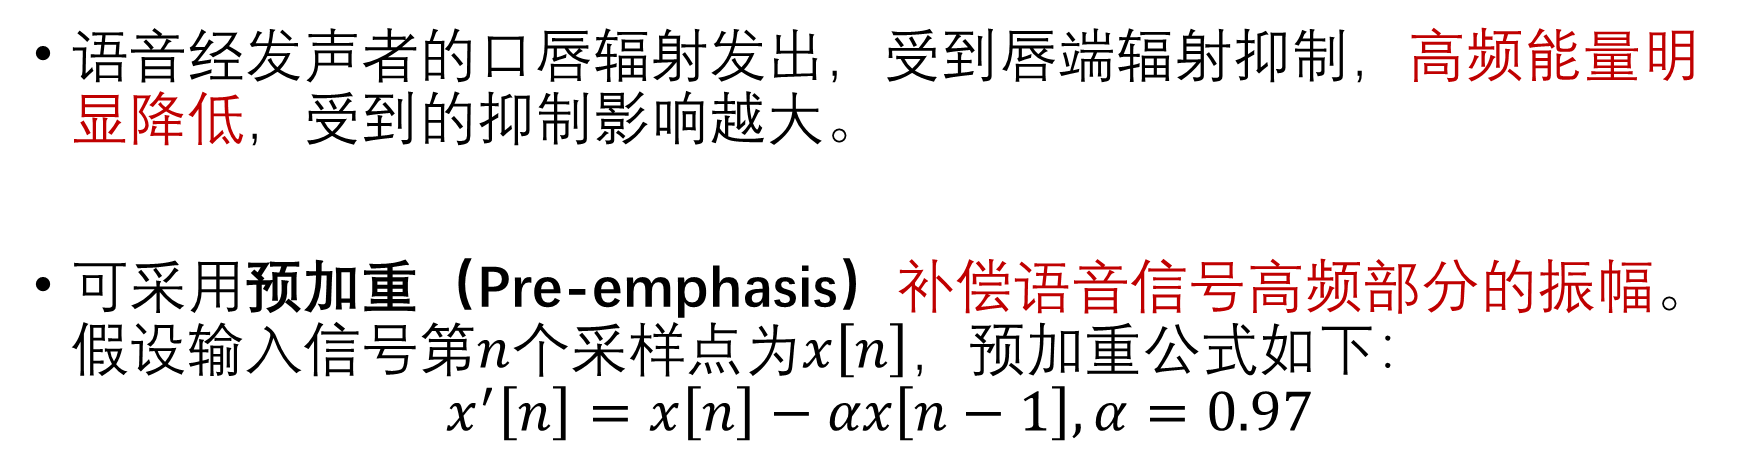 • 语音经发声者的口唇辐射发出，受到唇端辐射抑制，高频能量明
显降低，受到的抑制影响越大。
• 可采用预加重（Pre-emphasis）补偿语音信号高频部分的振幅。
假设输入信号第n个采样点为x[n]，预加重公式如下：
x′[n] = x[n] − αx[n − 1], α = 0.97